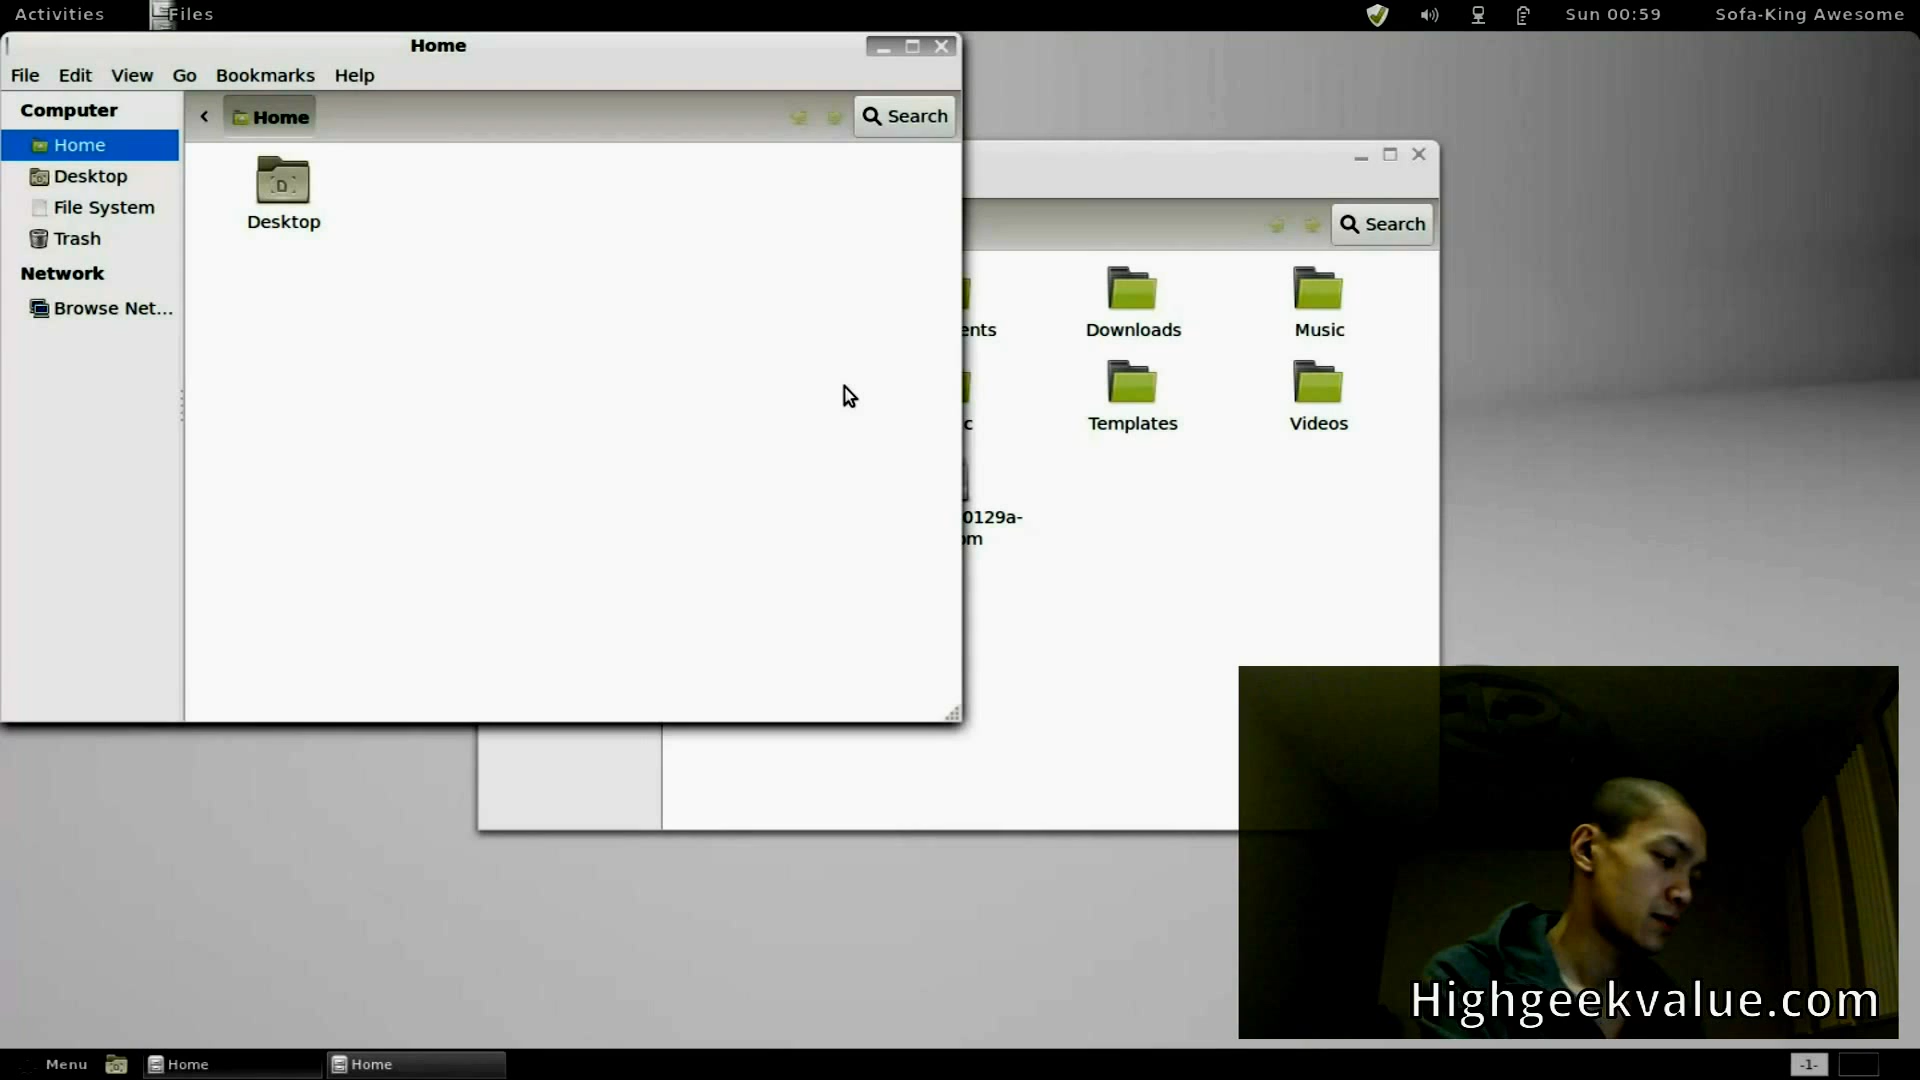 Activities Files Sun 00:59 Sofa-King Awesome
Home
File Edit View Go Bookmarks Help
Computer
Home
Desktop
File System
Trash
Network
Browse Net...
Home Search
Desktop
Search
ents Downloads Music
c Templates Videos
0129a-
om
Highgeekvalue.com
Menu Home Home -1-